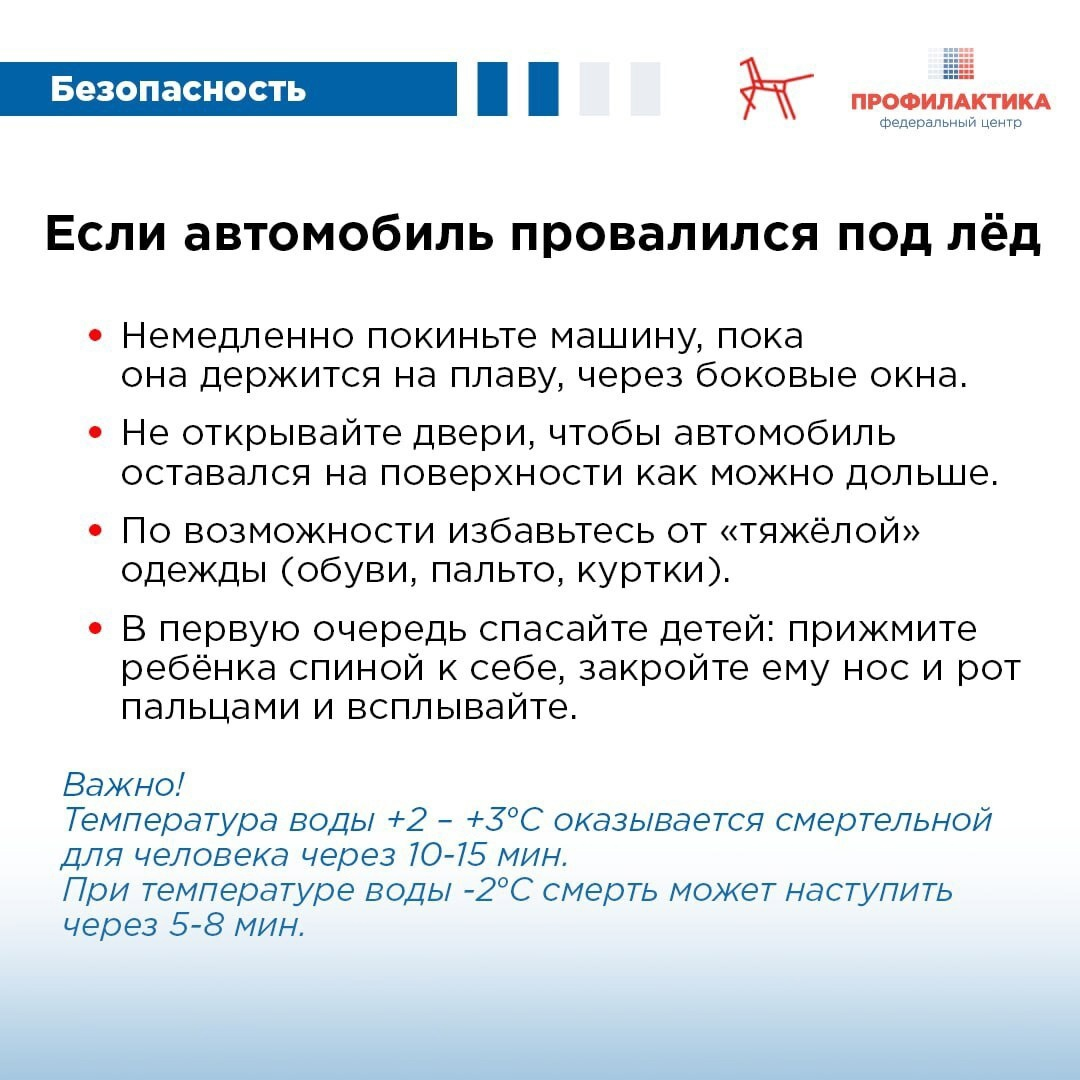 Безопасность
ПРОФИЛАКТИКА
федеральный центр
Если автомобиль провалился под лёд
• Немедленно покиньте машину, пока
она держится на плаву, через боковые окна.
• Не открывайте двери, чтобы автомобиль
оставался на поверхности как можно дольше.
• По возможности избавьтесь от «тяжёлой»
одежды (обуви, пальто, куртки).
• В первую очередь спасайте детей: прижмите
ребёнка спиной к себе, закройте ему нос и рот
пальцами и всплывайте.
Важно!
Температура воды +2 – +3°С оказывается смертельной
для человека через 10-15 мин.
При температуре воды -2°С смерть может наступить
через 5-8 мин.